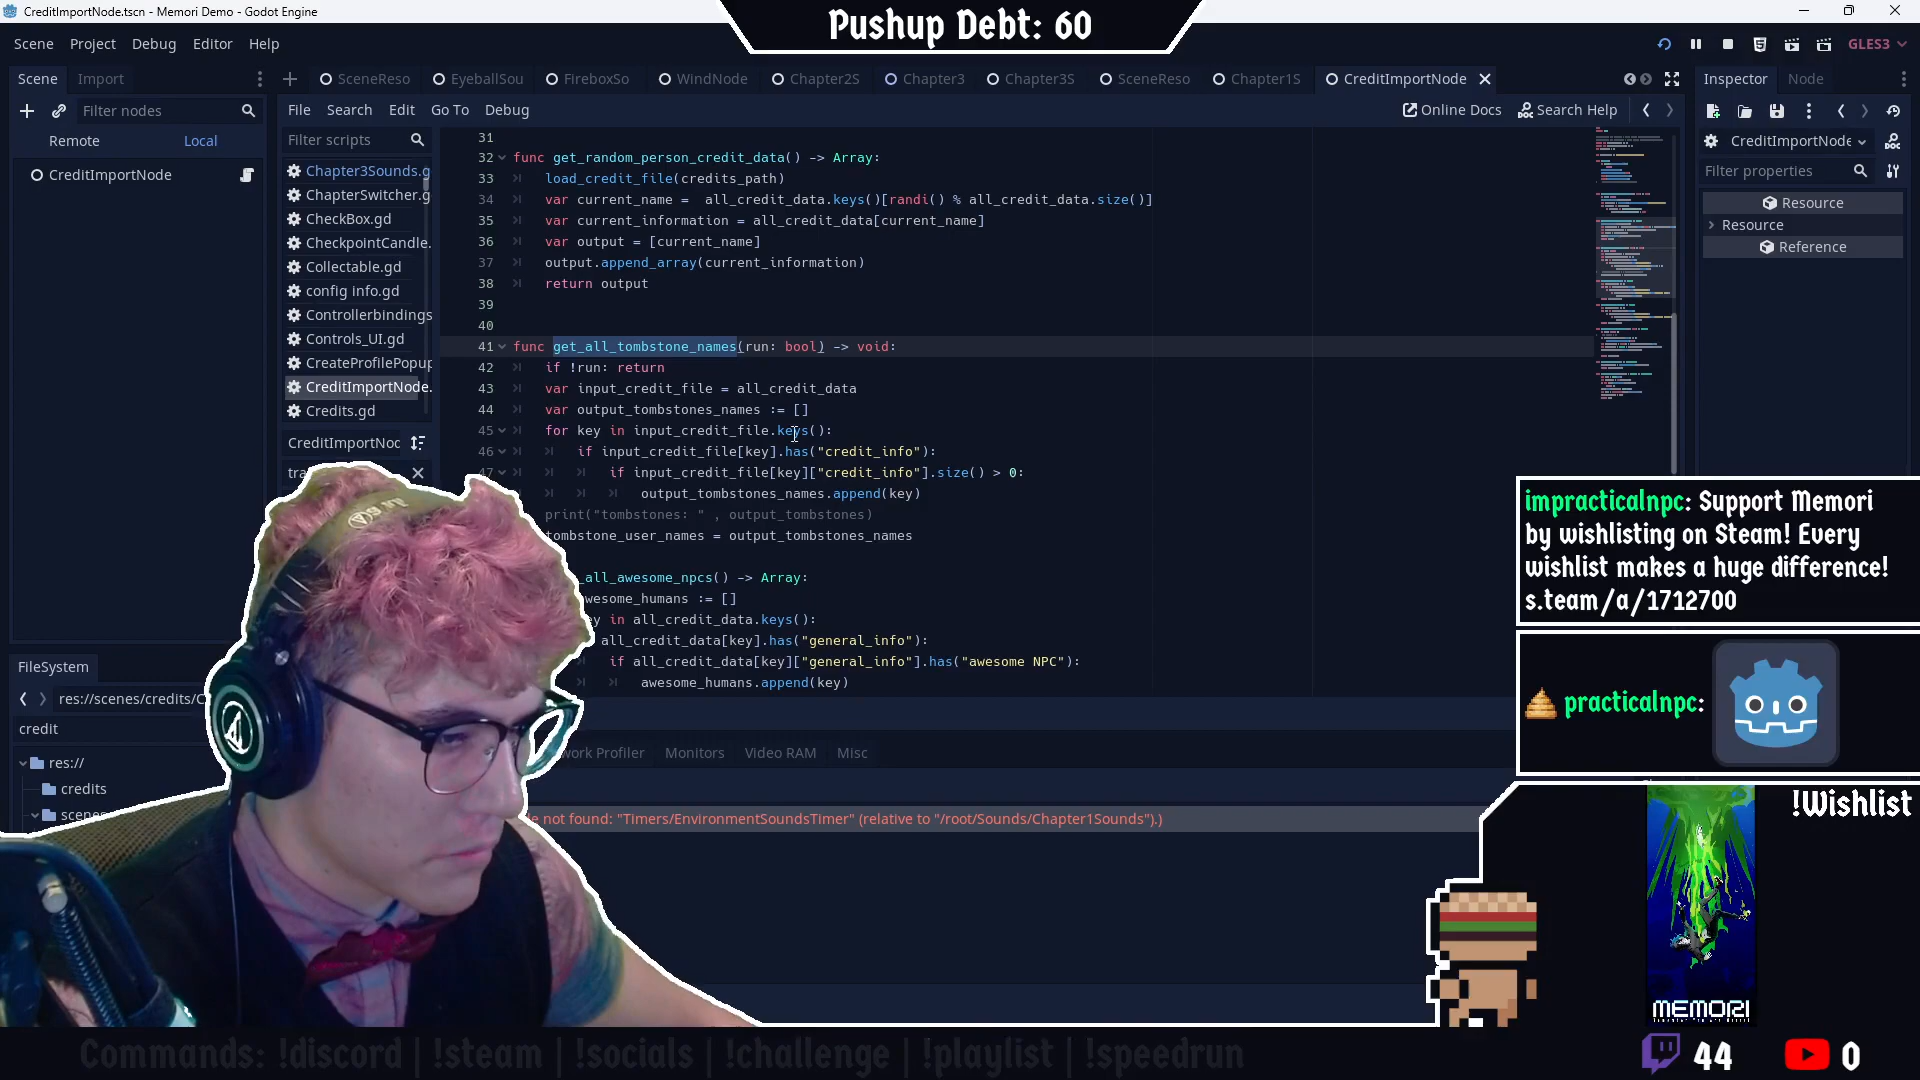 CreditImportNode.tscn - Memori Demo - Godot Engine
Pushup Debt: 60
Scene Project Debug Editor Help
GLES3
Scene Import
SceneReso EyeballSou FireboxSo WindNode Chapter2S Chapter3 Chapter3S SceneReso Chapter1S CreditImportNode
Inspector Node
Filter nodes
File Search Edit Go To Debug
Online Docs Search Help
Remote Local
Filter scripts
CreditImportNode
CreditImportNode
Filter properties
Resource
Resource
Reference
Chapter3Sounds.g
ChapterSwitcher.g
CheckBox.gd
CheckpointCandle.
Collectable.gd
config info.gd
Controllerbindings
Controls_UI.gd
CreateProfilePopup
CreditImportNode.
Credits.gd
CreditImportNoc
tra
31
32 func get_random_person_credit_data() -> Array:
33 load_credit_file(credits_path)
34 var current_name =  all_credit_data.keys()[randi() % all_credit_data.size()]
35 var current_information = all_credit_data[current_name]
36 var output = [current_name]
37 output.append_array(current_information)
38 return output
39
40
41 func get_all_tombstone_names(run: bool) -> void:
42 if !run: return
43 var input_credit_file = all_credit_data
44 var output_tombstones_names := []
45 for key in input_credit_file.keys():
46 if input_credit_file[key].has("credit_info"):
47 if input_credit_file[key]["credit_info"].size() > 0:
output_tombstones_names.append(key)
print("tombstones: " , output_tombstones)
tombstone_user_names = output_tombstones_names
_all_awesome_npcs() -> Array:
wesome_humans := []
ey in all_credit_data.keys():
all_credit_data[key].has("general_info"):
if all_credit_data[key]["general_info"].has("awesome NPC"):
awesome_humans.append(key)
FileSystem
res://scenes/credits/C
credit
res://
credits
scene
work Profiler Monitors Video RAM Misc
e not found: "Timers/EnvironmentSoundsTimer" (relative to "/root/Sounds/Chapter1Sounds").)
impracticalnpc: Support Memori
by wishlisting on Steam! Every
wishlist makes a huge difference!
s.team/a/1712700
practicalnpc:
!Wishlist
MEMORI
Commands: !discord | !steam | !socials | !challenge | !playlist | !speedrun
44
0